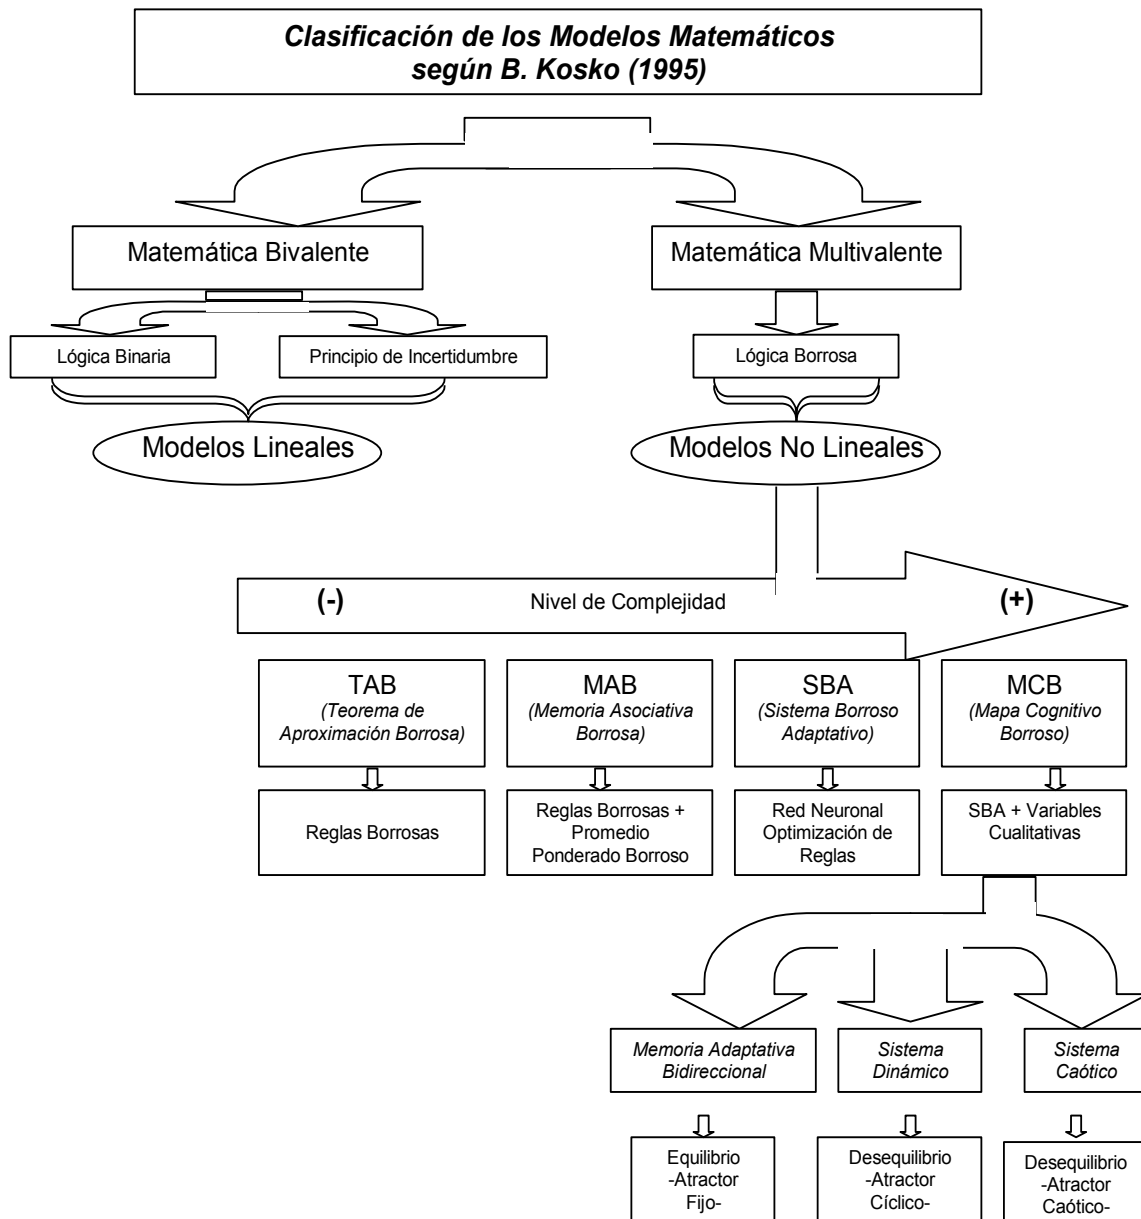 Clasificación de los Modelos Matemáticos
según B. Kosko (1995)
Matemática Bivalente
Matemática Multivalente
Lógica Binaria
Principio de Incertidumbre
Lógica Borrosa
Modelos Lineales
Modelos No Lineales
(-)
Nivel de Complejidad
(+)
TAB
(Teorema de
Aproximación Borrosa)
MAB
(Memoria Asociativa
Borrosa)
SBA
(Sistema Borroso
Adaptativo)
MCB
(Mapa Cognitivo
Borroso)
Reglas Borrosas
Reglas Borrosas +
Promedio
Ponderado Borroso
Red Neuronal
Optimización de
Reglas
SBA + Variables
Cualitativas
Memoria Adaptativa
Bidireccional
Sistema
Dinámico
Sistema
Caótico
Equilibrio
-Atractor
Fijo-
Desequilibrio
-Atractor
Cíclico-
Desequilibrio
-Atractor
Caótico-